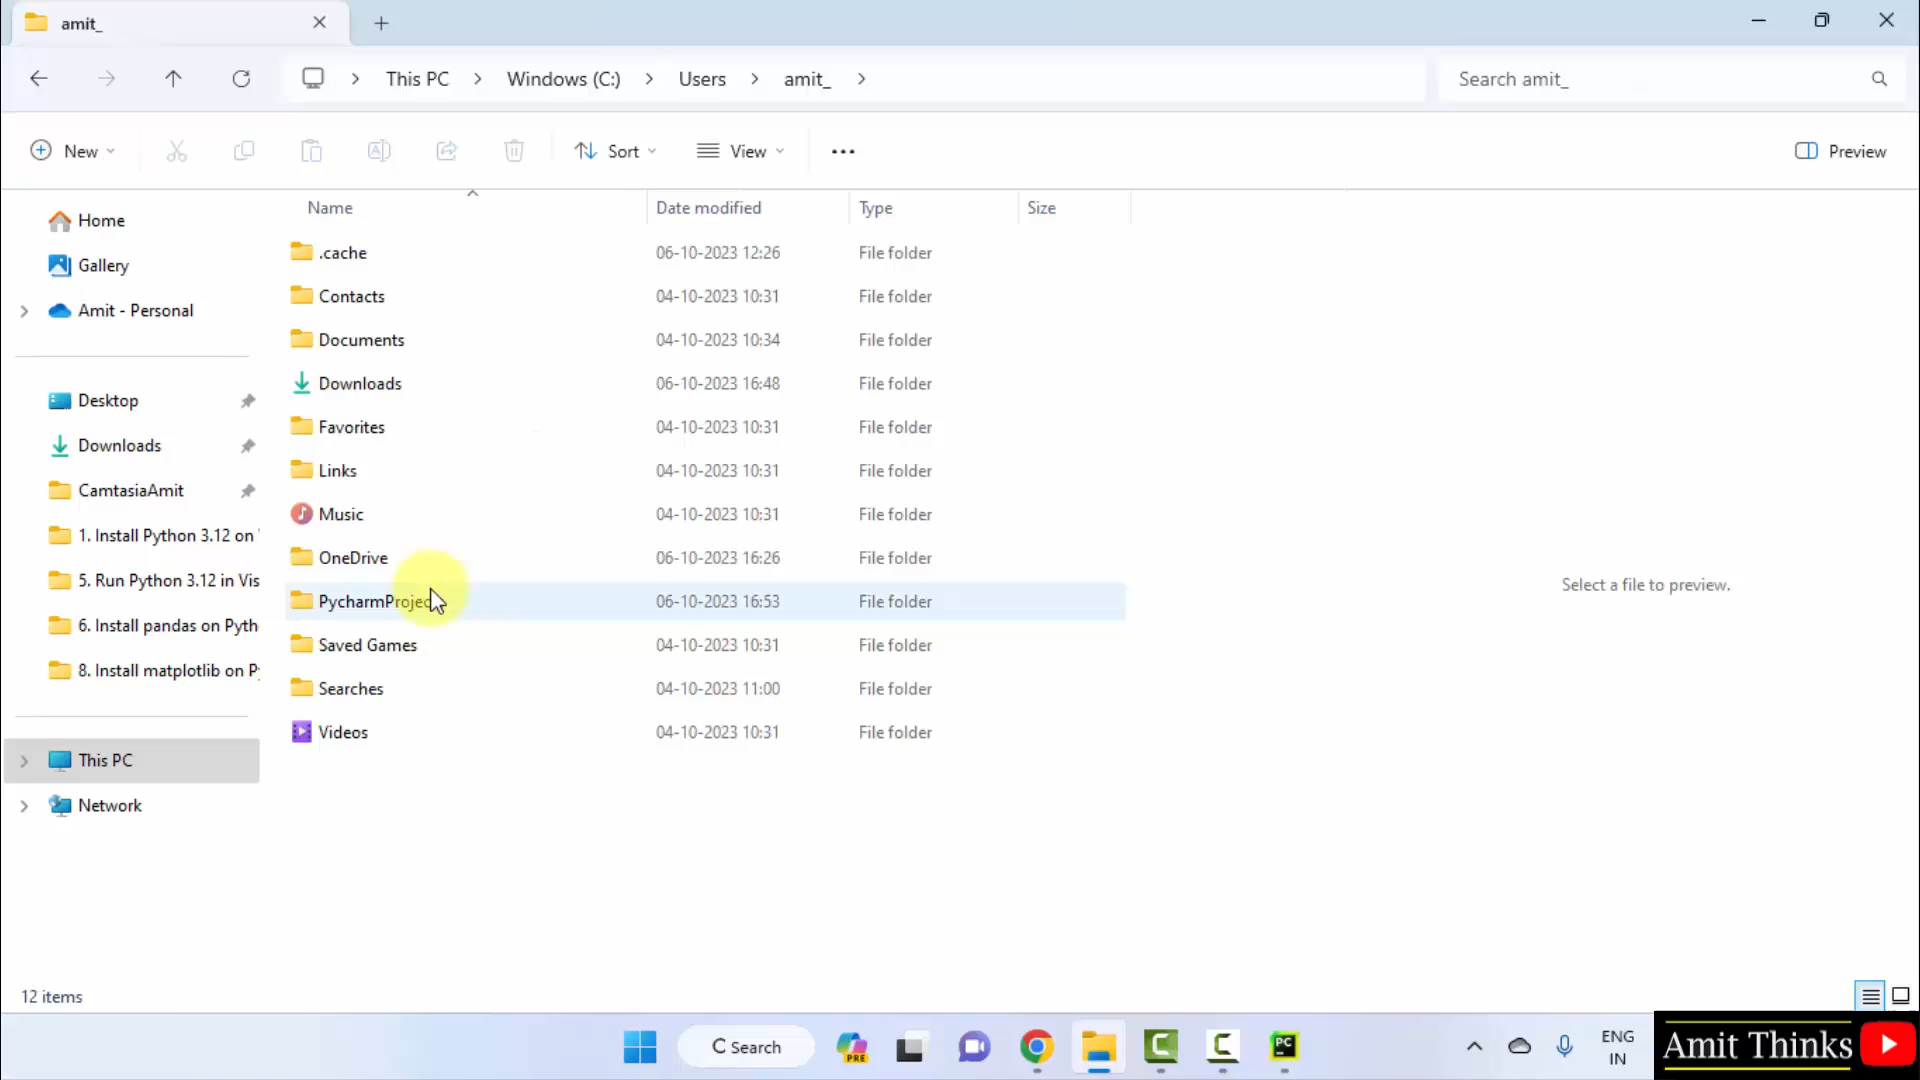 amit_
This PC
Windows (C:)
Users
amit_
Search amit_
New
Sort
View
Preview
Name
Date modified
Type
Size
Home
Gallery
Amit - Personal
Desktop
Downloads
CamtasiaAmit
1. Install Python 3.12 on
5. Run Python 3.12 in Vis
6. Install pandas on Pyth
8. Install matplotlib on P
This PC
Network
.cache 06-10-2023 12:26 File folder
Contacts 04-10-2023 10:31 File folder
Documents 04-10-2023 10:34 File folder
Downloads 06-10-2023 16:48 File folder
Favorites 04-10-2023 10:31 File folder
Links 04-10-2023 10:31 File folder
Music 04-10-2023 10:31 File folder
OneDrive 06-10-2023 16:26 File folder
PycharmProjec 06-10-2023 16:53 File folder
Saved Games 04-10-2023 10:31 File folder
Searches 04-10-2023 11:00 File folder
Videos 04-10-2023 10:31 File folder
Select a file to preview.
12 items
Search
PRE
PC
ENG
IN
Amit Thinks